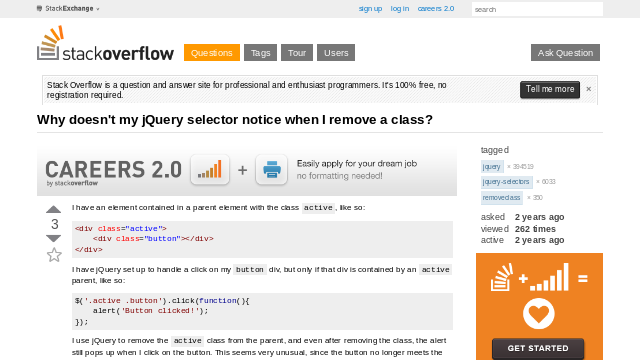 StackExchange
sign up log in careers 2.0 search
stackoverflow
Questions Tags Tour Users Ask Question
Stack Overflow is a question and answer site for professional and enthusiast programmers. It's 100% free, no
registration required.
Tell me more ×
Why doesn't my jQuery selector notice when I remove a class?
CAREERS 2.0
by stackoverflow
+
Easily apply for your dream job
no formatting needed!
3
I have an element contained in a parent element with the class active, like so:
<div class="active">
<div class="button"></div>
</div>
I have jQuery set up to handle a click on my button div, but only if that div is contained by an active
parent, like so:
$('.active .button').click(function(){
alert('Button clicked!');
});
I use jQuery to remove the active class from the parent, and even after removing the class, the alert
still pops up when I click on the button. This seems very unusual, since the button no longer meets the
tagged
jquery × 394513
jquery-selectors × 6033
removeclass × 350
asked 2 years ago
viewed 262 times
active 2 years ago
+ =
GET STARTED